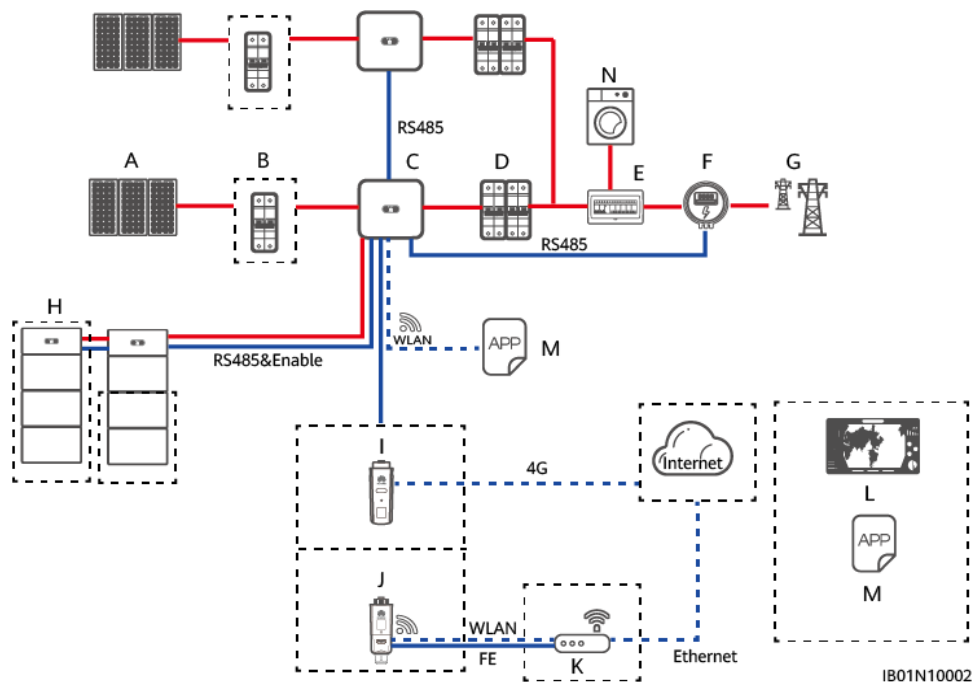 N
RS485
A
B
C
D
E
F
G
RS485
H
WLAN
APP
M
RS485&Enable
I
4G
Internet
L
APP
M
J
WLAN
FE
K
Ethernet
IB01N10002